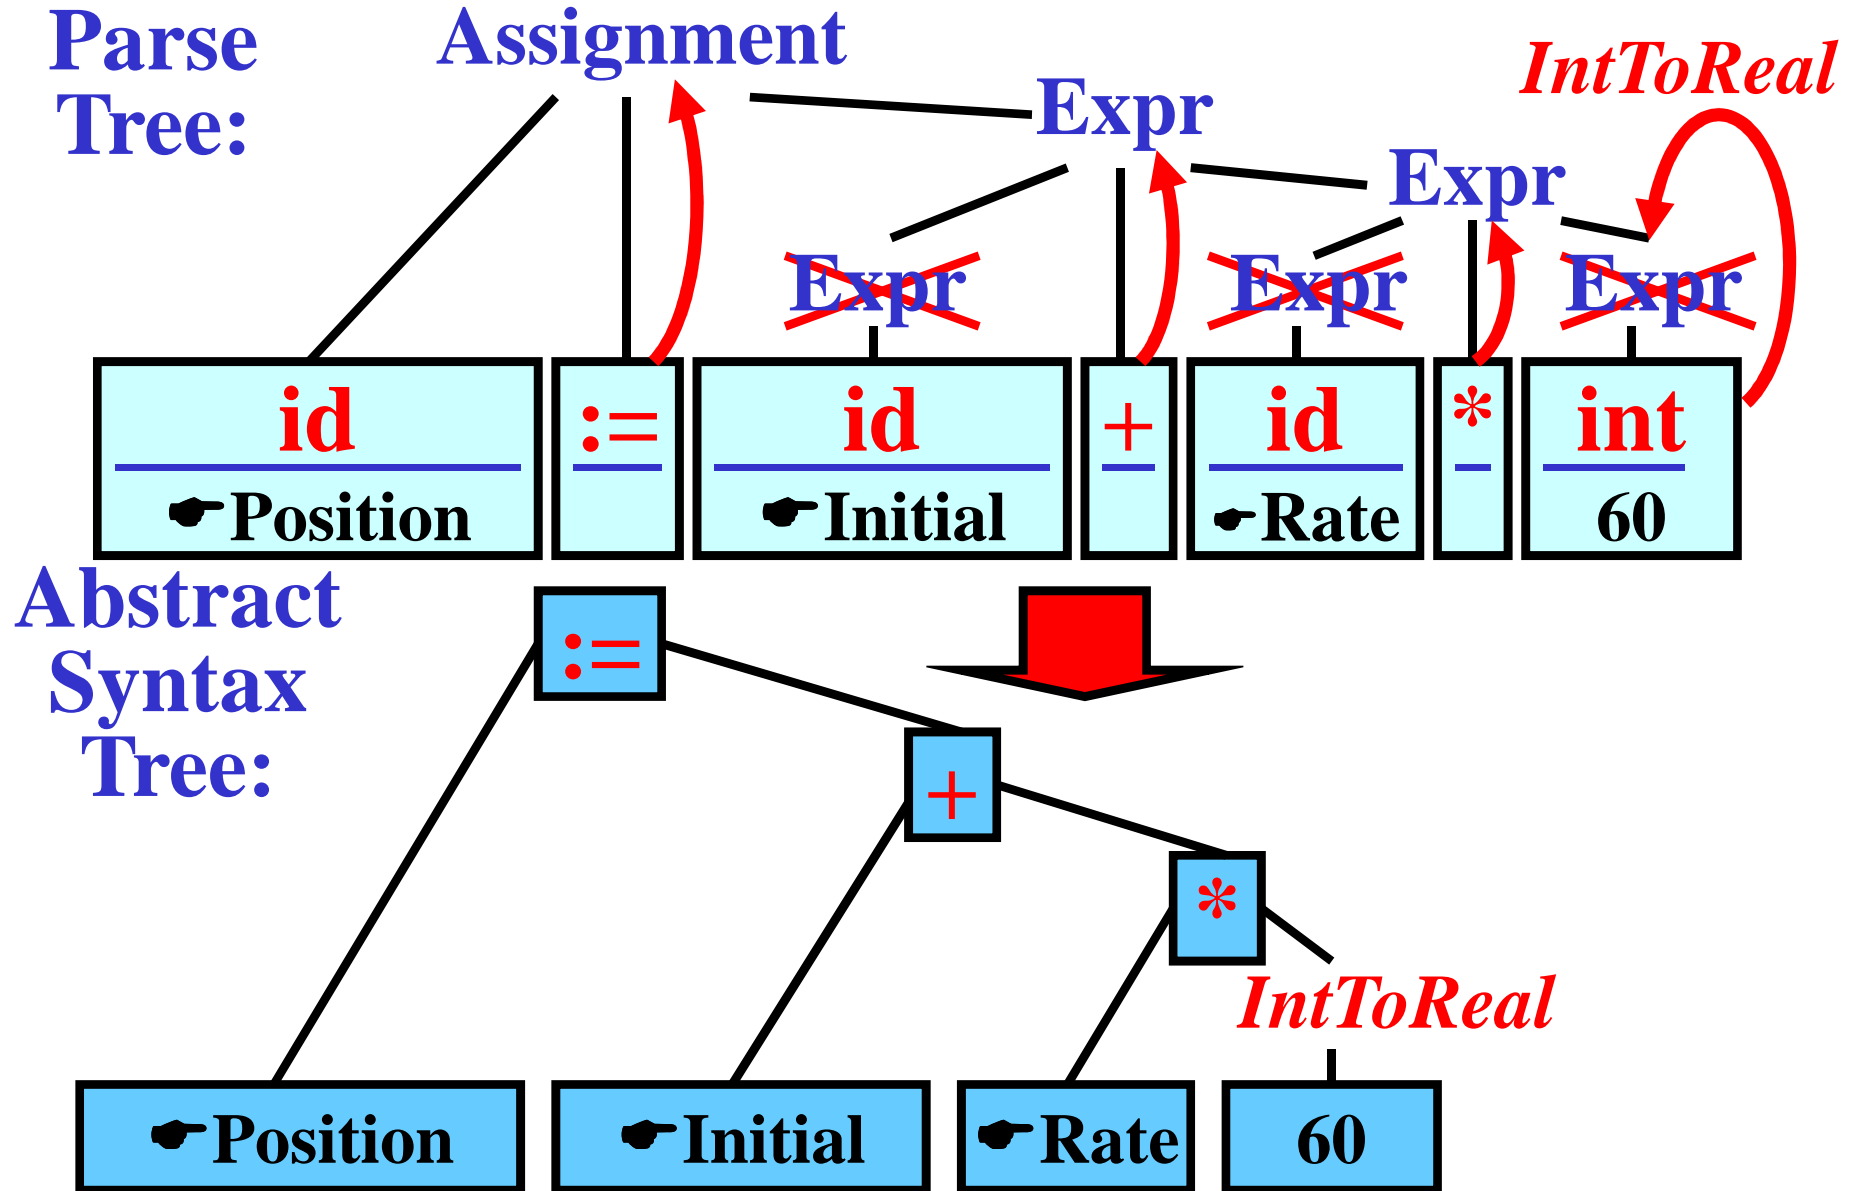 Parse
Tree:
Assignment
Expr
IntToReal
Expr
Expr
Expr
Expr
id
:=
id
+
id
*
int
☛Position
☛Initial
☛Rate
60
Abstract
Syntax
Tree:
:=
+
*
IntToReal
☛Position
☛Initial
☛Rate
60